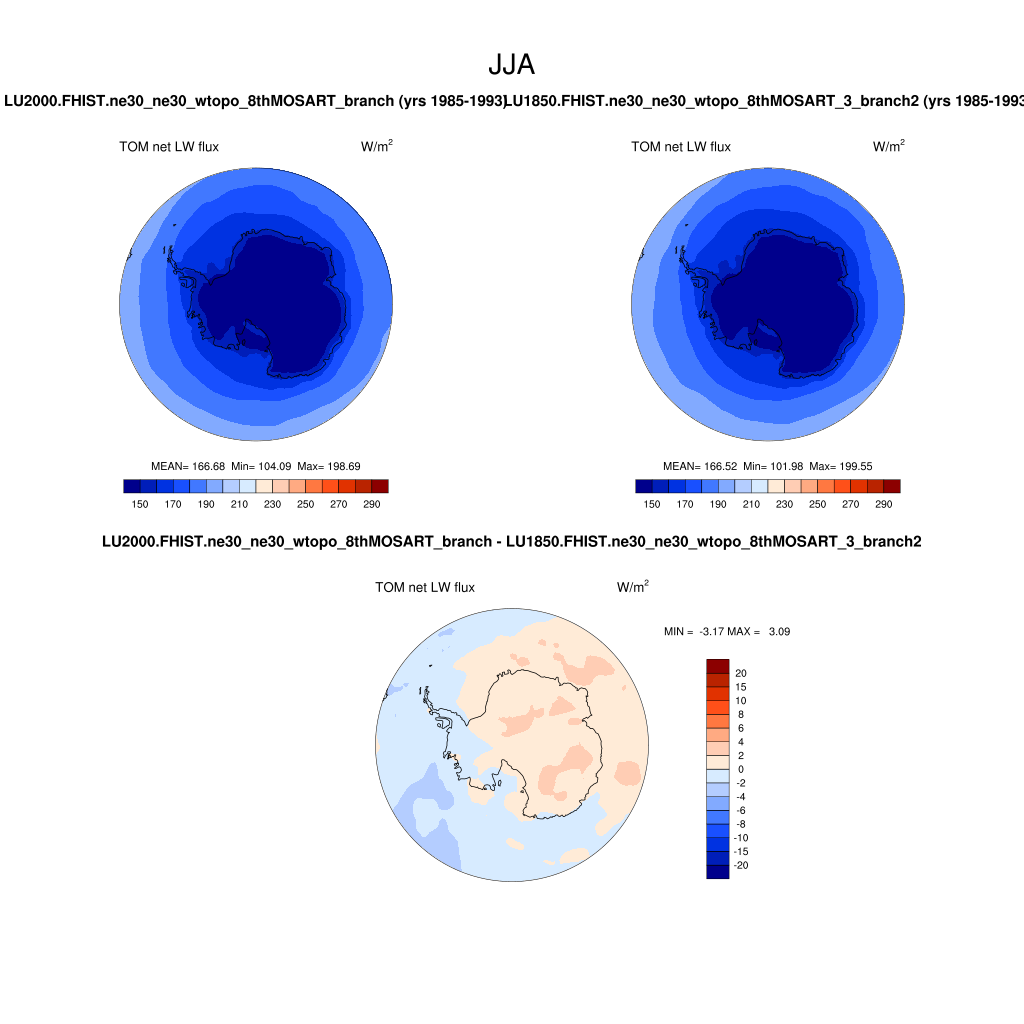 JJA
LU2000.FHIST.ne30_ne30_wtopo_8thMOSART_branch (yrs 1985-1993)
LU1850.FHIST.ne30_ne30_wtopo_8thMOSART_3_branch2 (yrs 1985-1993
TOM net LW flux W/m2
TOM net LW flux W/m2
MEAN= 166.68 Min= 104.09 Max= 198.69
MEAN= 166.52 Min= 101.98 Max= 199.55
150 170 190 210 230 250 270 290
150 170 190 210 230 250 270 290
LU2000.FHIST.ne30_ne30_wtopo_8thMOSART_branch - LU1850.FHIST.ne30_ne30_wtopo_8thMOSART_3_branch2
TOM net LW flux W/m2
MIN = -3.17 MAX = 3.09
20
15
10
8
6
4
2
0
-2
-4
-6
-8
-10
-15
-20